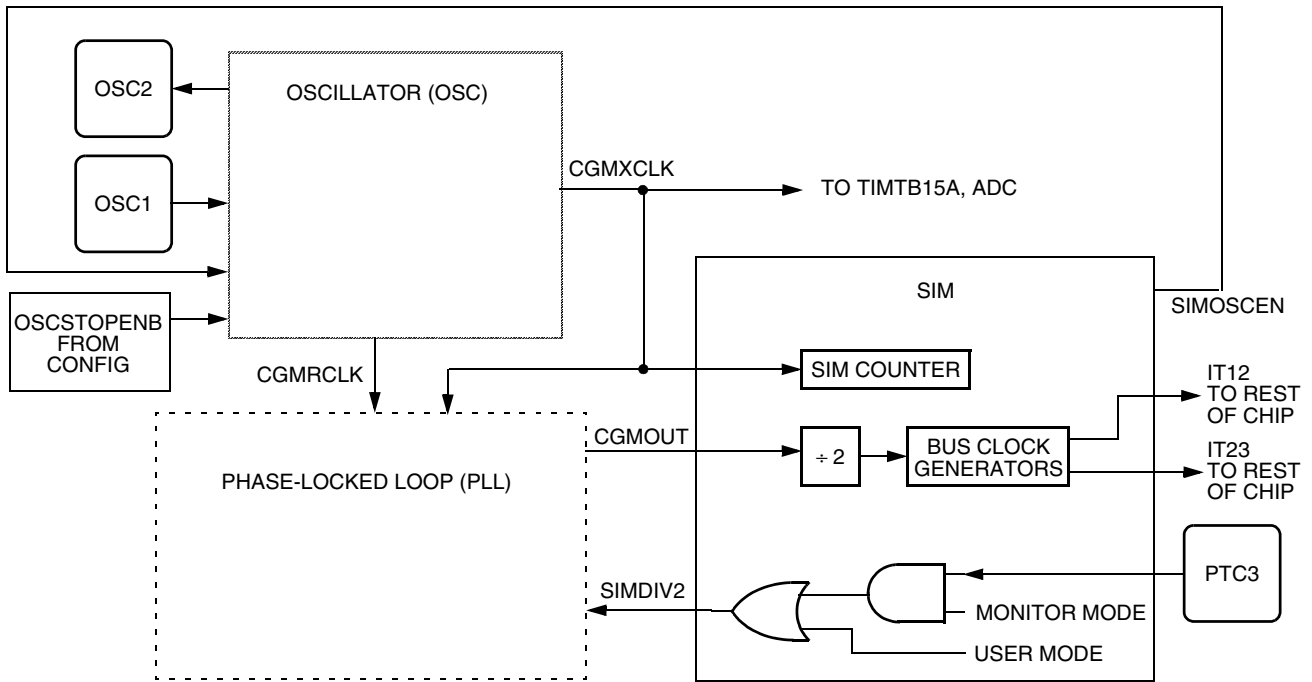 OSC2
OSCILLATOR (OSC)
OSC1
CGMXCLK
TO TIMTB15A, ADC
SIM
SIMOSCEN
OSCSTOPENB
FROM
CONFIG
CGMRCLK
SIM COUNTER
IT12
TO REST
OF CHIP
CGMOUT
÷ 2
BUS CLOCK
GENERATORS
IT23
TO REST
OF CHIP
PHASE-LOCKED LOOP (PLL)
SIMDIV2
PTC3
MONITOR MODE
USER MODE